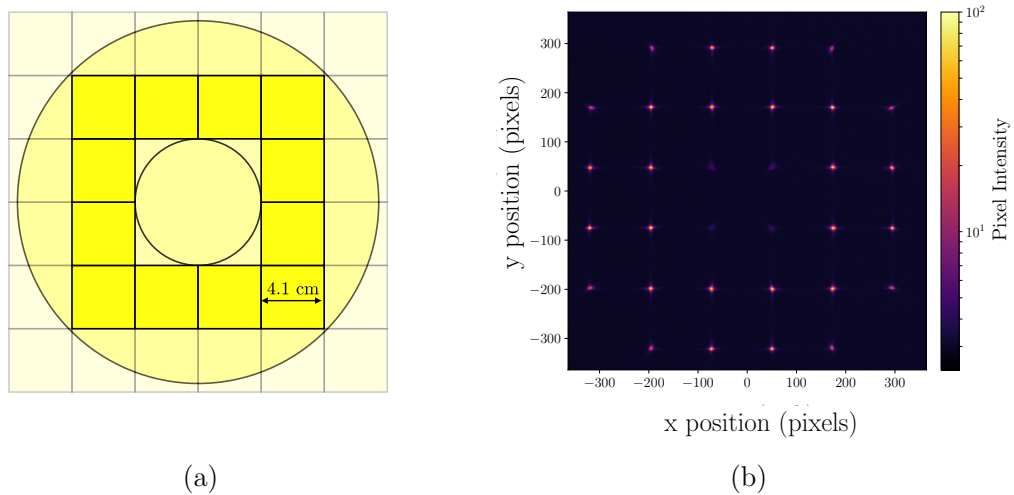 4.1 cm
(a)
y position (pixels)
300
200
100
0
−100
−200
−300
−300 −200 −100 0 100 200 300
x position (pixels)
10²
10¹
Pixel Intensity
(b)